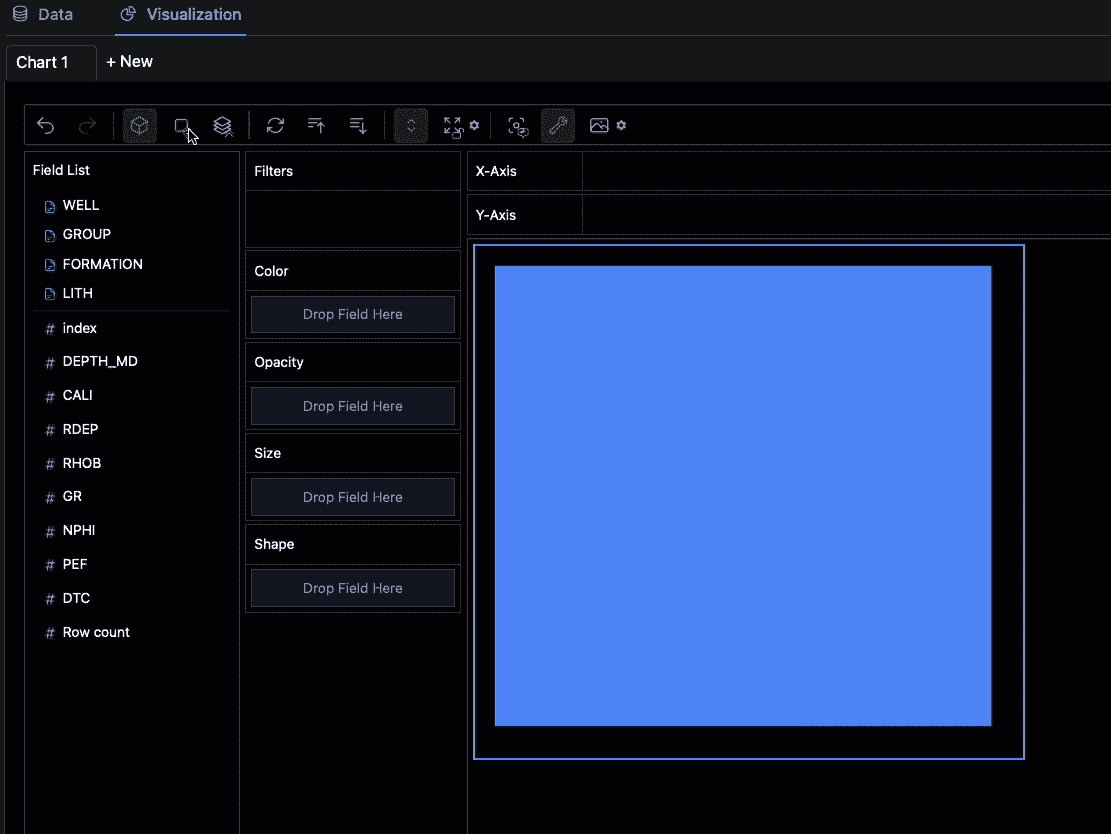 Data
Visualization
Chart 1
+ New
Field List
WELL
GROUP
FORMATION
LITH
# index
# DEPTH_MD
# CALI
# RDEP
# RHOB
# GR
# NPHI
# PEF
# DTC
# Row count
Filters
Color
Drop Field Here
Opacity
Drop Field Here
Size
Drop Field Here
Shape
Drop Field Here
X-Axis
Y-Axis